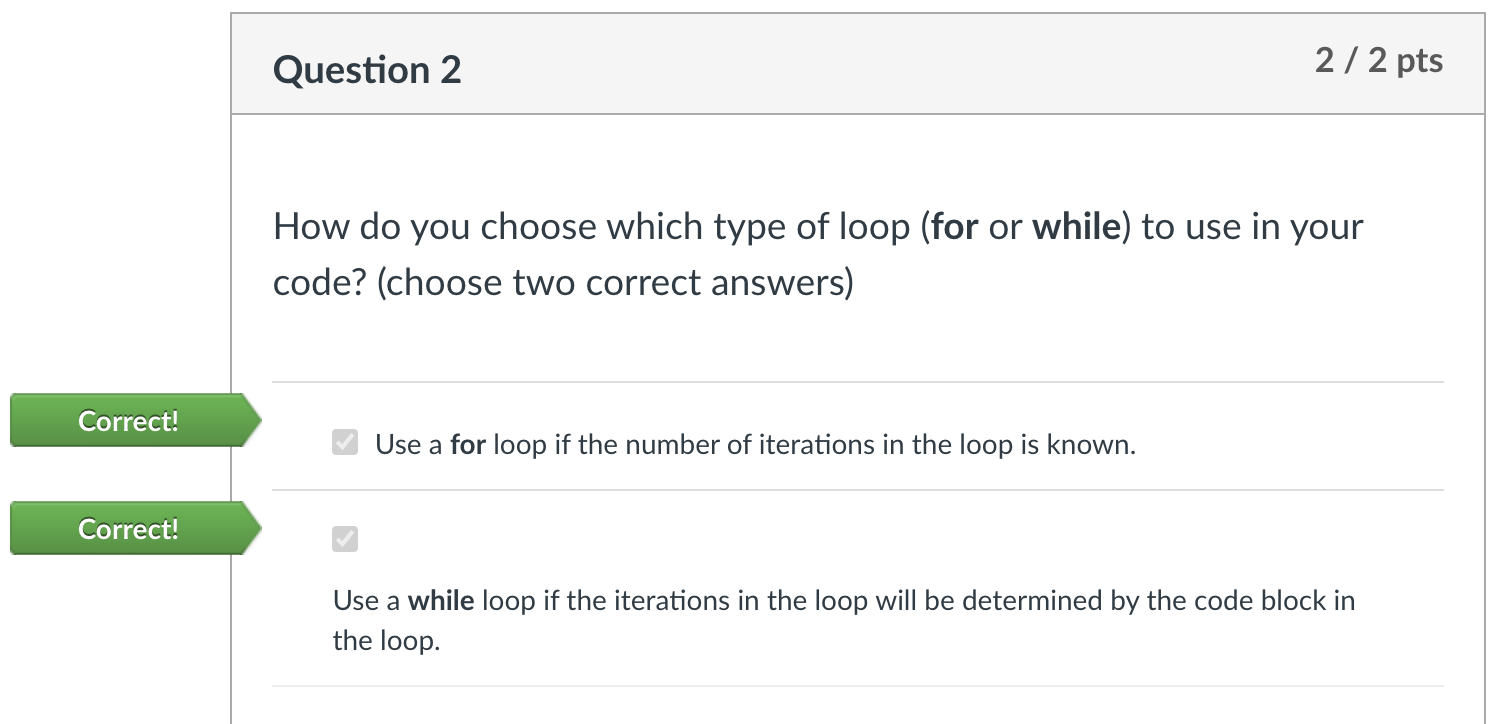 Question 2
2 / 2 pts
How do you choose which type of loop (for or while) to use in your
code? (choose two correct answers)
Correct!
Use a for loop if the number of iterations in the loop is known.
Correct!
Use a while loop if the iterations in the loop will be determined by the code block in
the loop.